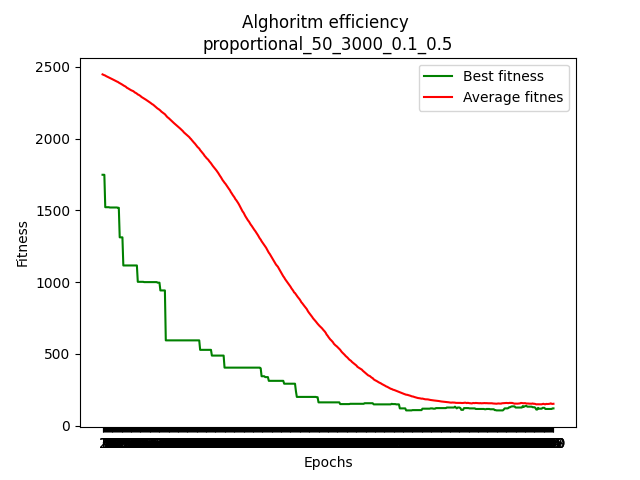 Alghoritm efficiency
proportional_50_3000_0.1_0.5
Best fitness
Average fitnes
2500
2000
1500
1000
500
0
Fitness
Epochs